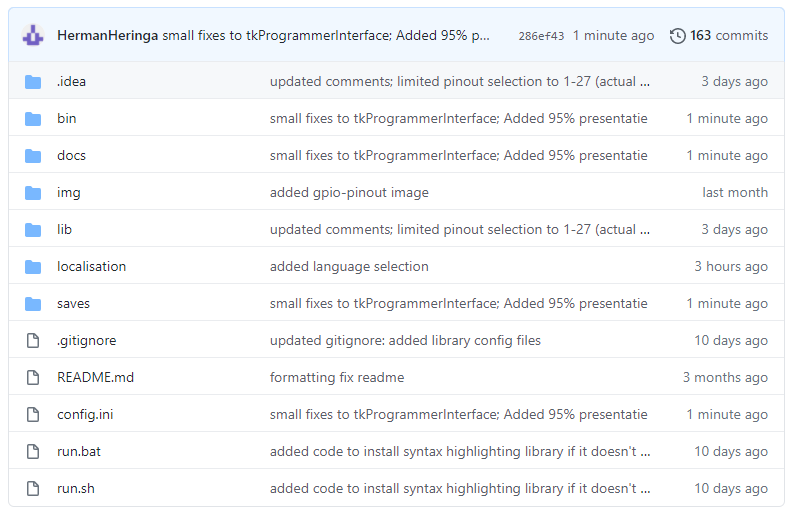 HermanHeringa small fixes to tkProgrammerInterface; Added 95% p... 286ef43 1 minute ago 163 commits
.idea updated comments; limited pinout selection to 1-27 (actual ... 3 days ago
bin small fixes to tkProgrammerInterface; Added 95% presentatie 1 minute ago
docs small fixes to tkProgrammerInterface; Added 95% presentatie 1 minute ago
img added gpio-pinout image last month
lib updated comments; limited pinout selection to 1-27 (actual ... 3 days ago
localisation added language selection 3 hours ago
saves small fixes to tkProgrammerInterface; Added 95% presentatie 1 minute ago
.gitignore updated gitignore: added library config files 10 days ago
README.md formatting fix readme 3 months ago
config.ini small fixes to tkProgrammerInterface; Added 95% presentatie 1 minute ago
run.bat added code to install syntax highlighting library if it doesn't ... 10 days ago
run.sh added code to install syntax highlighting library if it doesn't ... 10 days ago